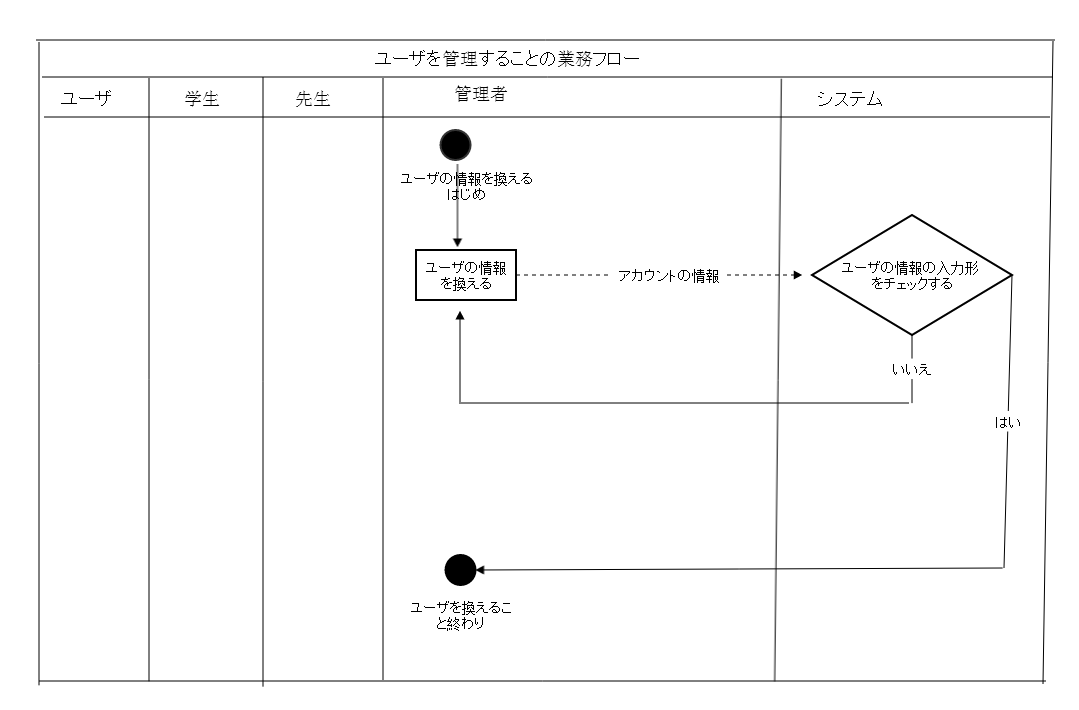 ユーザを管理することの業務フロー
ユーザ
学生
先生
管理者
システム
ユーザの情報を換える
はじめ
ユーザの情報
を換える
アカウントの情報
ユーザの情報の入力形
をチェックする
いいえ
はい
ユーザを換えるこ
と終わり